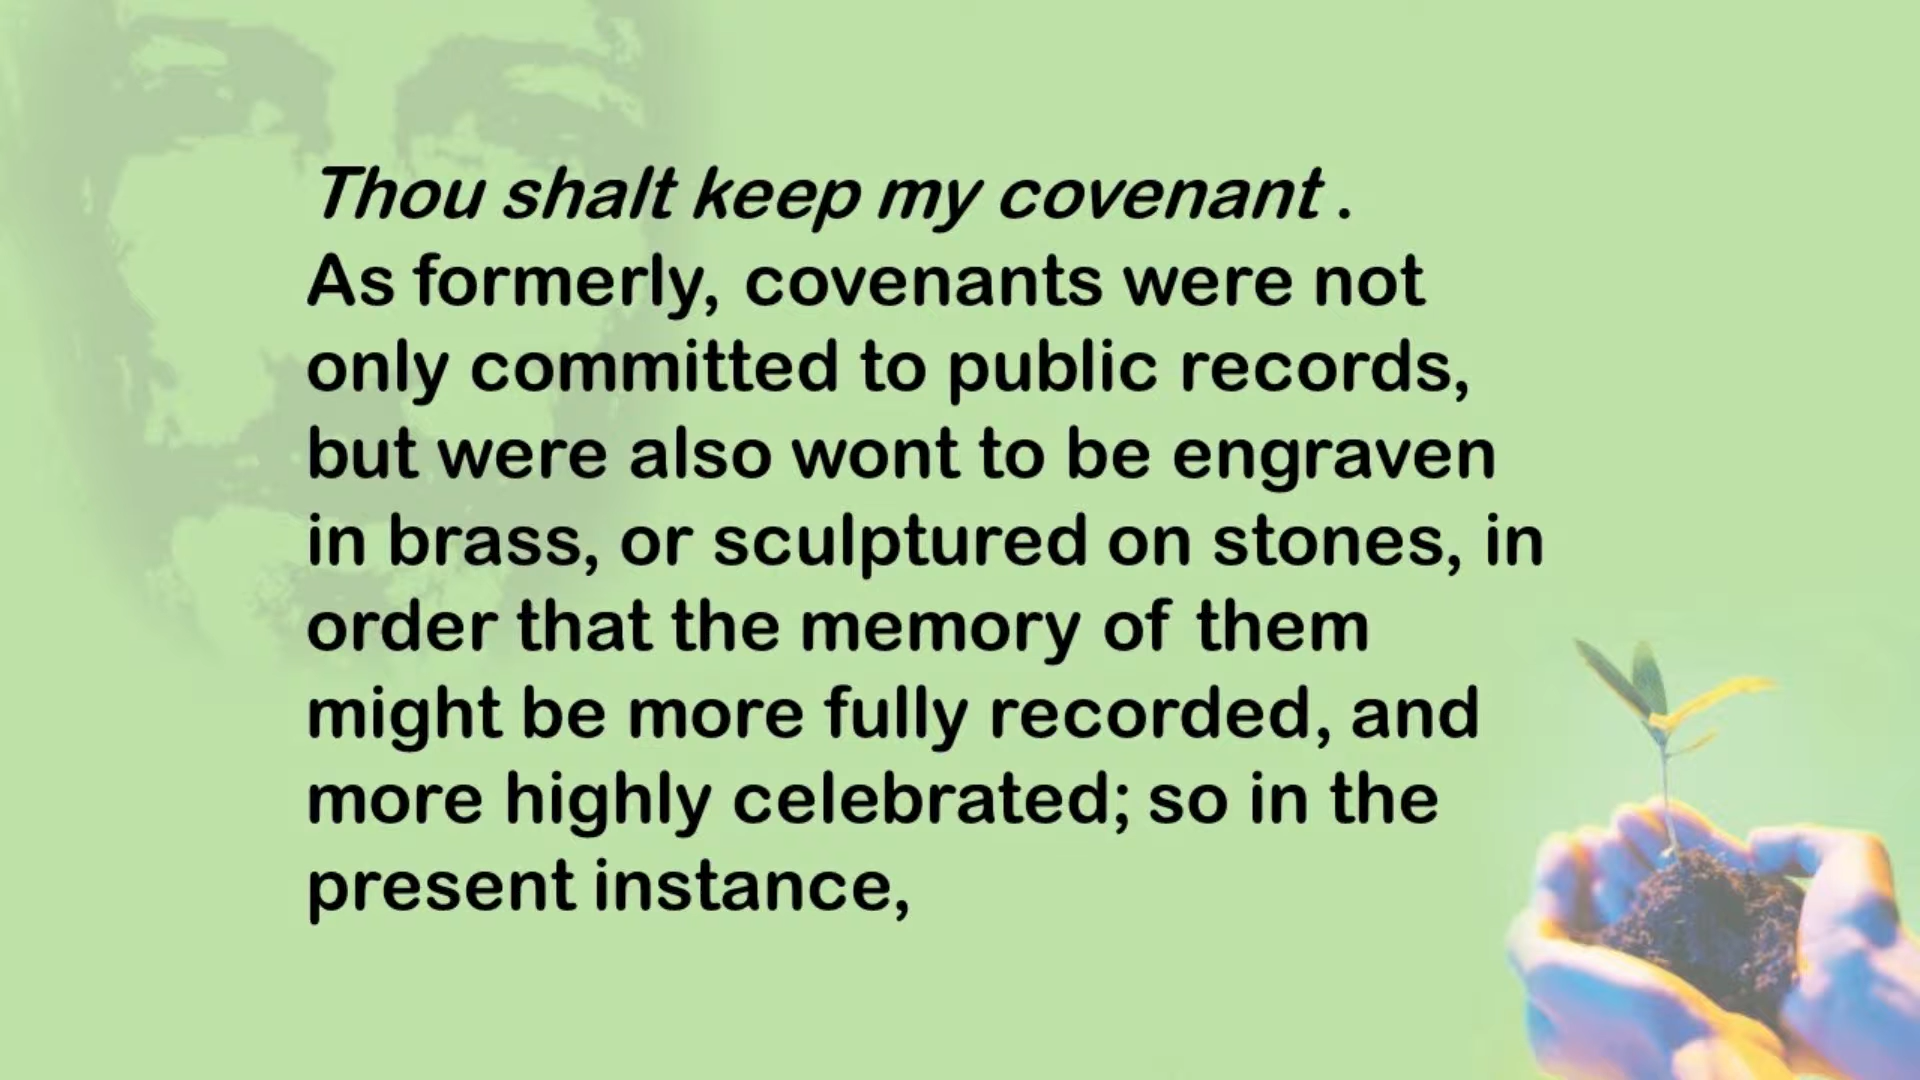 Thou shalt keep my covenant .
As formerly, covenants were not
only committed to public records,
but were also wont to be engraven
in brass, or sculptured on stones, in
order that the memory of them
might be more fully recorded, and
more highly celebrated; so in the
present instance,